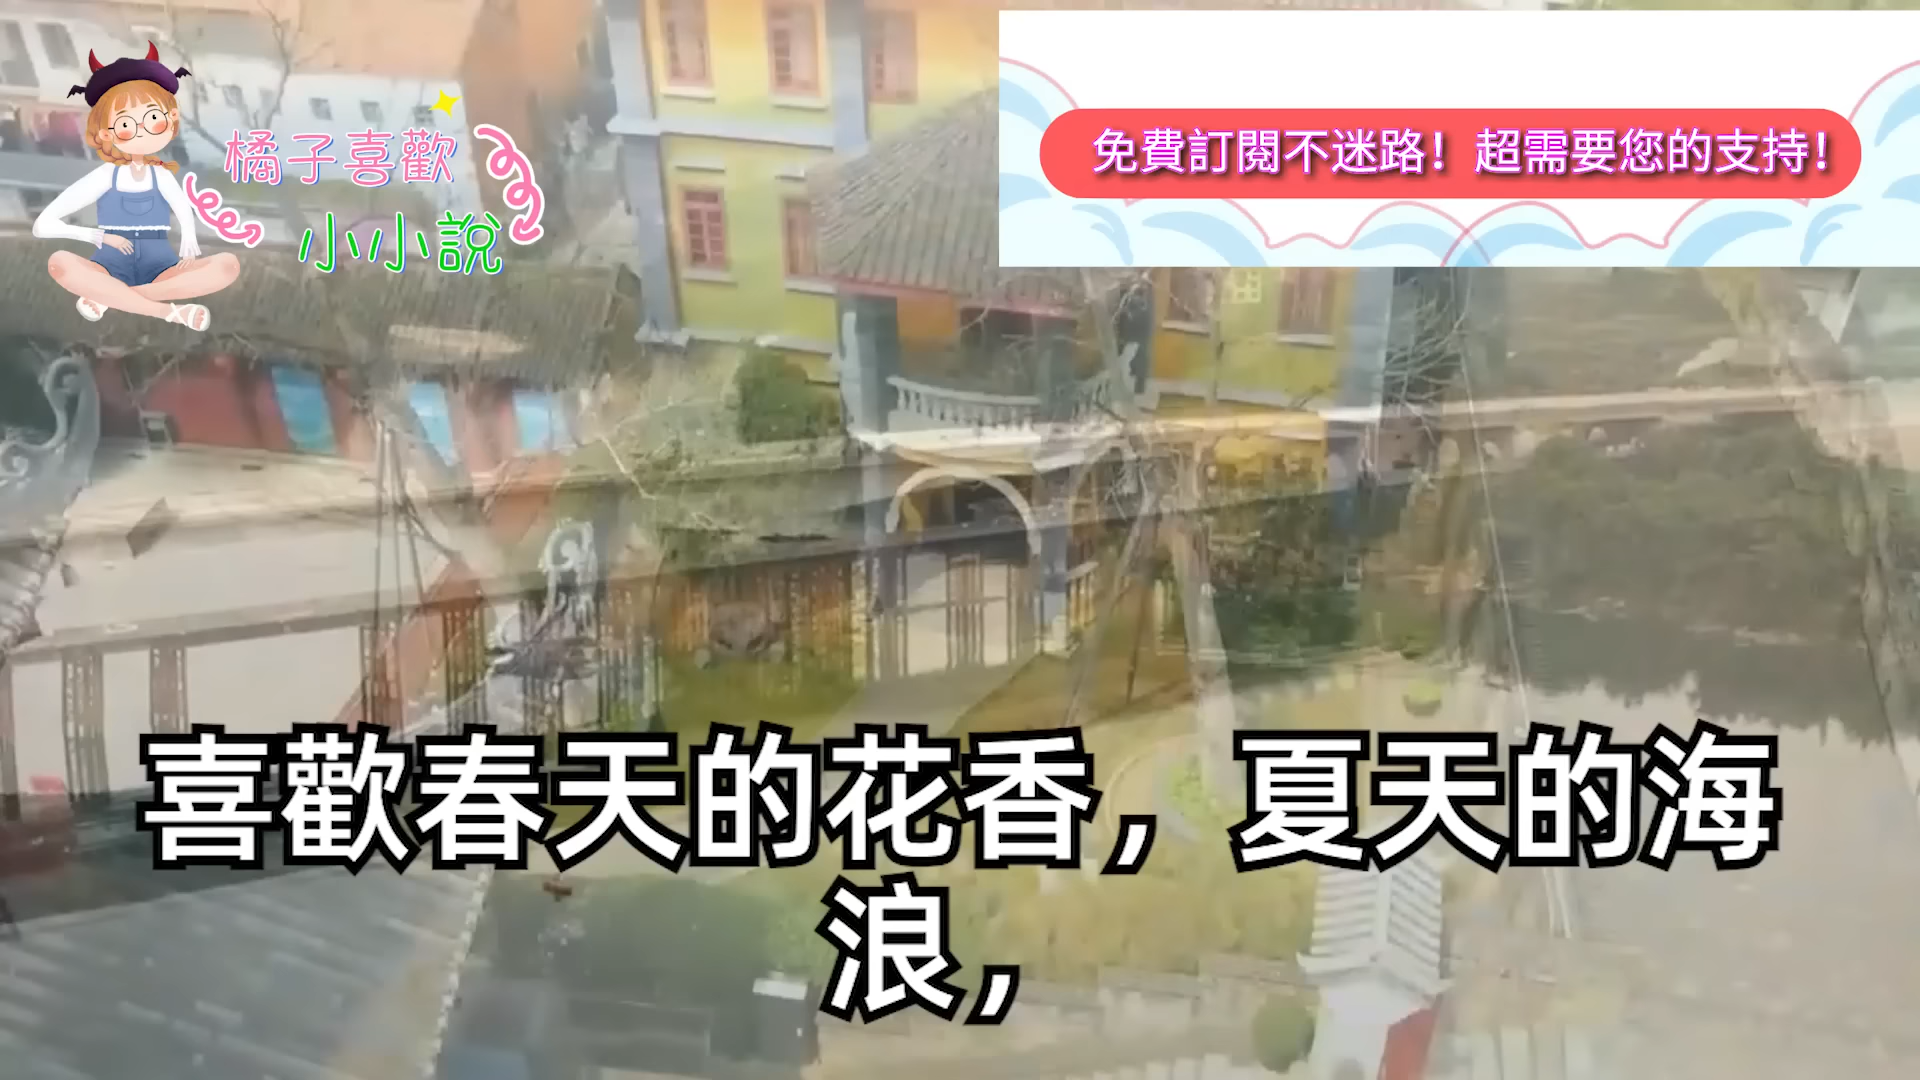 橘子喜歡
小小說
免費訂閱不迷路！超需要您的支持！
喜歡春天的花香，夏天的海
浪，